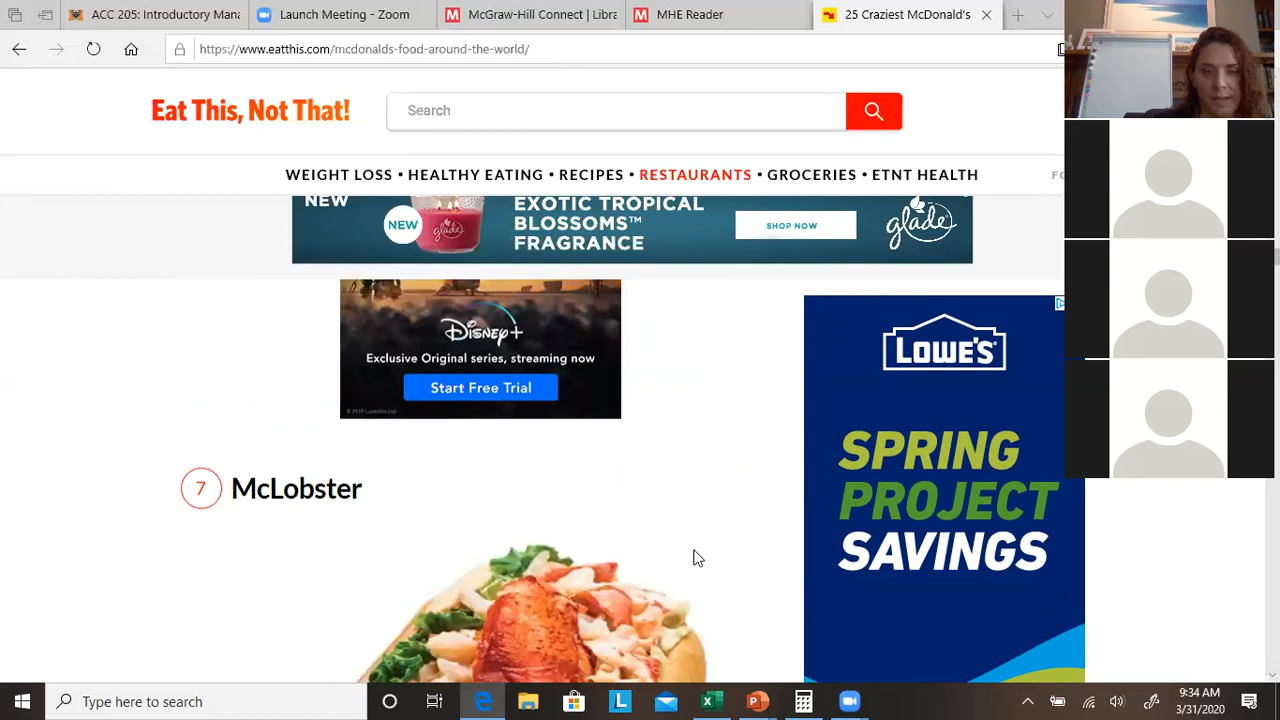 ACC 205: Introductory Mana
Launch Meeting - Zoom
McGraw-Hill Connect | Libra
MHE Reader
25 Craziest McDonald's
https://www.eatthis.com/mcdonalds-food-around-the-world/
Eat This, Not That!
Search
WEIGHT LOSS • HEALTHY EATING • RECIPES • RESTAURANTS • GROCERIES • ETNT HEALTH
FO
NEW
NEW
glade
EXOTIC TROPICAL
BLOSSOMS™
FRAGRANCE
SHOP NOW
glade
Disney+
Exclusive Original series, streaming now
Start Free Trial
LOWE'S
SPRING
PROJECT
SAVINGS
7 McLobster
Type here to search
9:34 AM
3/31/2020